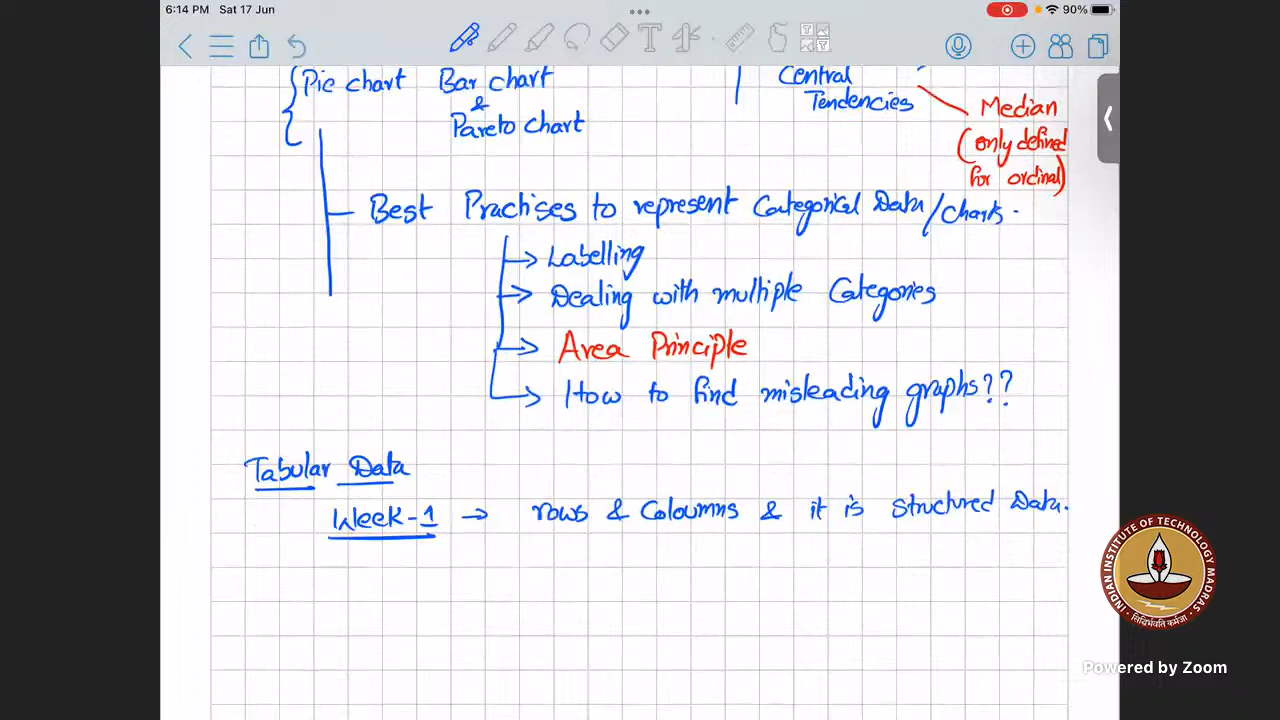 6:14 PM Sat 17 Jun
90%
Pie chart Bar chart
&
Pareto chart
Central
Tendencies
Median
(only defined
for ordinal)
Best Practises to represent Categorical Data/charts.
Labelling
Dealing with multiple Categories
Area Principle
How to find misleading graphs??
Tabular Data
Week-1 → rows & Coloumns & it is structured Data.
INDIAN INSTITUTE OF TECHNOLOGY MADRAS
सिद्धिर्भवति कर्मजा
Powered by Zoom